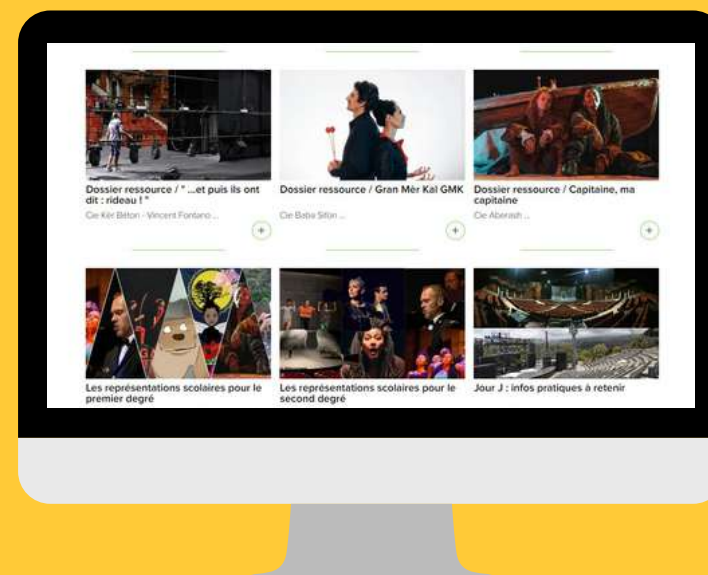 Dossier ressource / " ...et puis ils ont
dit : rideau ! "
Cie Kèr Béton - Vincent Fontano ...
Dossier ressource / Gran Mèr Kal GMK
Cie Baba Sifon ...
Dossier ressource / Capitaine, ma
capitaine
Cie Aberash ...
Les représentations scolaires pour le
premier degré
Les représentations scolaires pour le
second degré
Jour J : infos pratiques à retenir